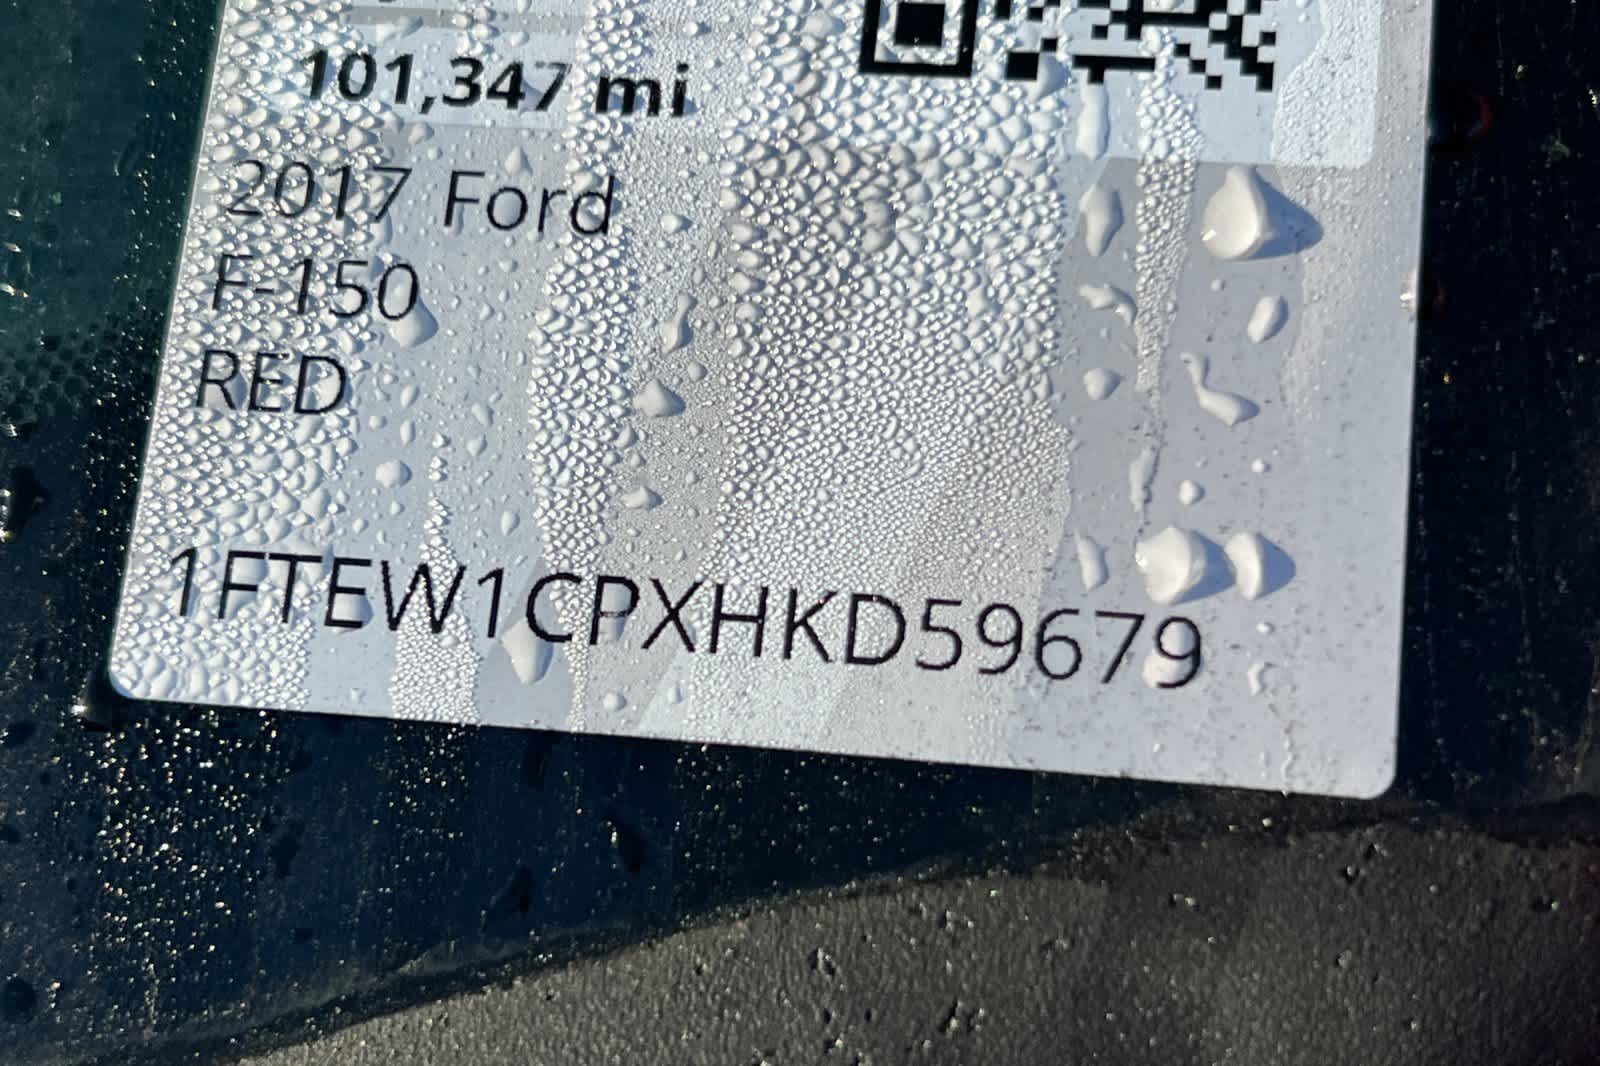 101,347 mi
2017 Ford
F-150
RED
1FTEW1CPXHKD59679